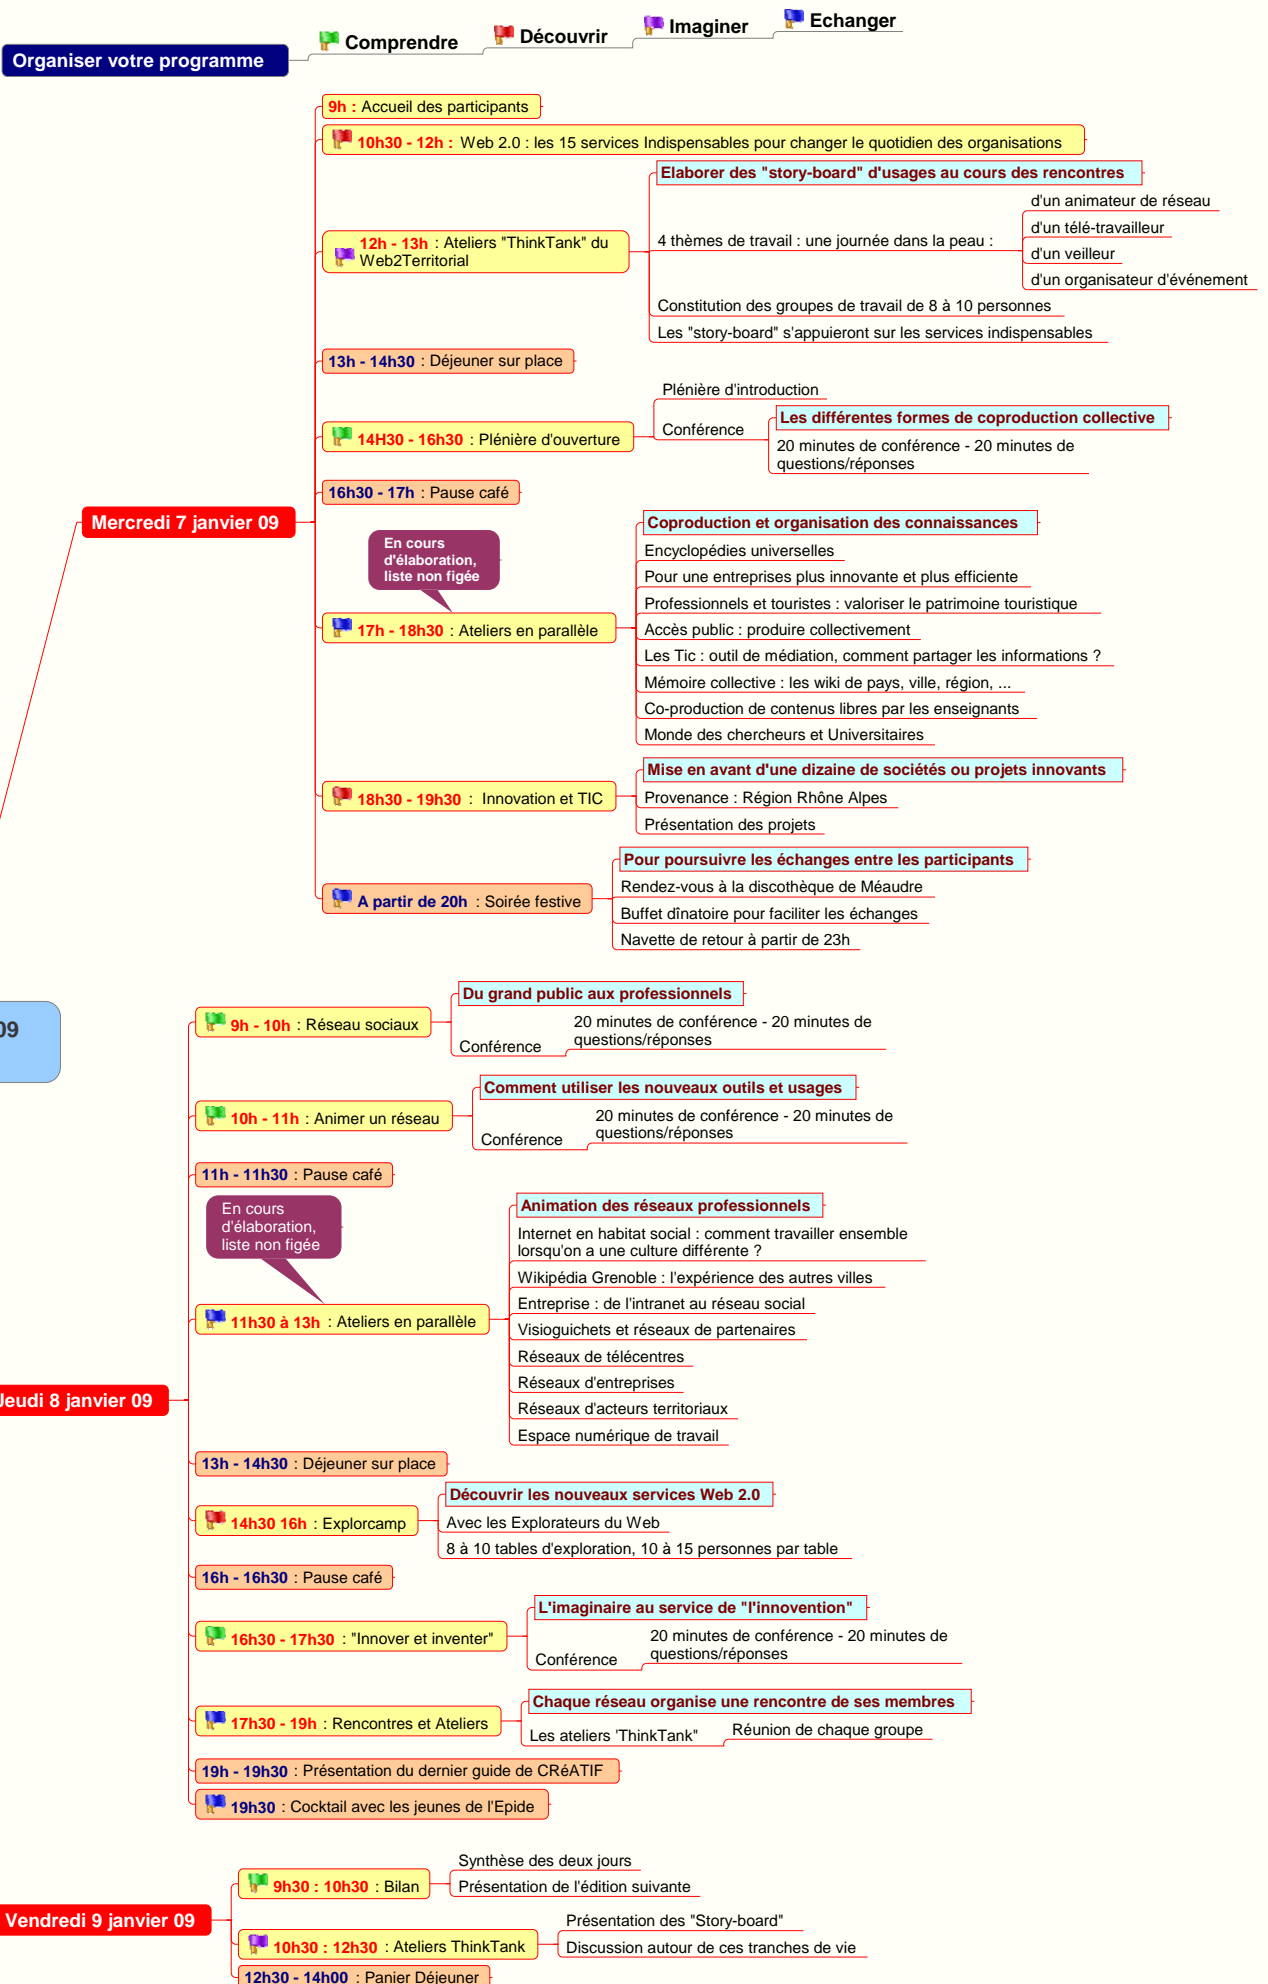 Organiser votre programme
Comprendre
Découvrir
Imaginer
Echanger
Mercredi 7 janvier 09
9h : Accueil des participants
10h30 - 12h : Web 2.0 : les 15 services Indispensables pour changer le quotidien des organisations
12h - 13h : Ateliers "ThinkTank" du
Web2Territorial
Elaborer des "story-board" d'usages au cours des rencontres
4 thèmes de travail : une journée dans la peau :
d'un animateur de réseau
d'un télé-travailleur
d'un veilleur
d'un organisateur d'événement
Constitution des groupes de travail de 8 à 10 personnes
Les "story-board" s'appuieront sur les services indispensables
13h - 14h30 : Déjeuner sur place
14H30 - 16h30 : Plénière d'ouverture
Plénière d'introduction
Conférence
Les différentes formes de coproduction collective
20 minutes de conférence - 20 minutes de
questions/réponses
16h30 - 17h : Pause café
En cours
d'élaboration,
liste non figée
17h - 18h30 : Ateliers en parallèle
Coproduction et organisation des connaissances
Encyclopédies universelles
Pour une entreprises plus innovante et plus efficiente
Professionnels et touristes : valoriser le patrimoine touristique
Accès public : produire collectivement
Les Tic : outil de médiation, comment partager les informations ?
Mémoire collective : les wiki de pays, ville, région, ...
Co-production de contenus libres par les enseignants
Monde des chercheurs et Universitaires
18h30 - 19h30 : Innovation et TIC
Mise en avant d'une dizaine de sociétés ou projets innovants
Provenance : Région Rhône Alpes
Présentation des projets
A partir de 20h : Soirée festive
Pour poursuivre les échanges entre les participants
Rendez-vous à la discothèque de Méaudre
Buffet dînatoire pour faciliter les échanges
Navette de retour à partir de 23h
09
Jeudi 8 janvier 09
9h - 10h : Réseau sociaux
Du grand public aux professionnels
Conférence
20 minutes de conférence - 20 minutes de
questions/réponses
10h - 11h : Animer un réseau
Comment utiliser les nouveaux outils et usages
Conférence
20 minutes de conférence - 20 minutes de
questions/réponses
11h - 11h30 : Pause café
En cours
d'élaboration,
liste non figée
11h30 à 13h : Ateliers en parallèle
Animation des réseaux professionnels
Internet en habitat social : comment travailler ensemble
lorsqu'on a une culture différente ?
Wikipédia Grenoble : l'expérience des autres villes
Entreprise : de l'intranet au réseau social
Visioguichets et réseaux de partenaires
Réseaux de télécentres
Réseaux d'entreprises
Réseaux d'acteurs territoriaux
Espace numérique de travail
13h - 14h30 : Déjeuner sur place
14h30 16h : Explorcamp
Découvrir les nouveaux services Web 2.0
Avec les Explorateurs du Web
8 à 10 tables d'exploration, 10 à 15 personnes par table
16h - 16h30 : Pause café
16h30 - 17h30 : "Innover et inventer"
L'imaginaire au service de "l'innovention"
Conférence
20 minutes de conférence - 20 minutes de
questions/réponses
17h30 - 19h : Rencontres et Ateliers
Chaque réseau organise une rencontre de ses membres
Les ateliers 'ThinkTank"
Réunion de chaque groupe
19h - 19h30 : Présentation du dernier guide de CRéATIF
19h30 : Cocktail avec les jeunes de l'Epide
Vendredi 9 janvier 09
9h30 : 10h30 : Bilan
Synthèse des deux jours
Présentation de l'édition suivante
10h30 : 12h30 : Ateliers ThinkTank
Présentation des "Story-board"
Discussion autour de ces tranches de vie
12h30 - 14h00 : Panier Déjeuner